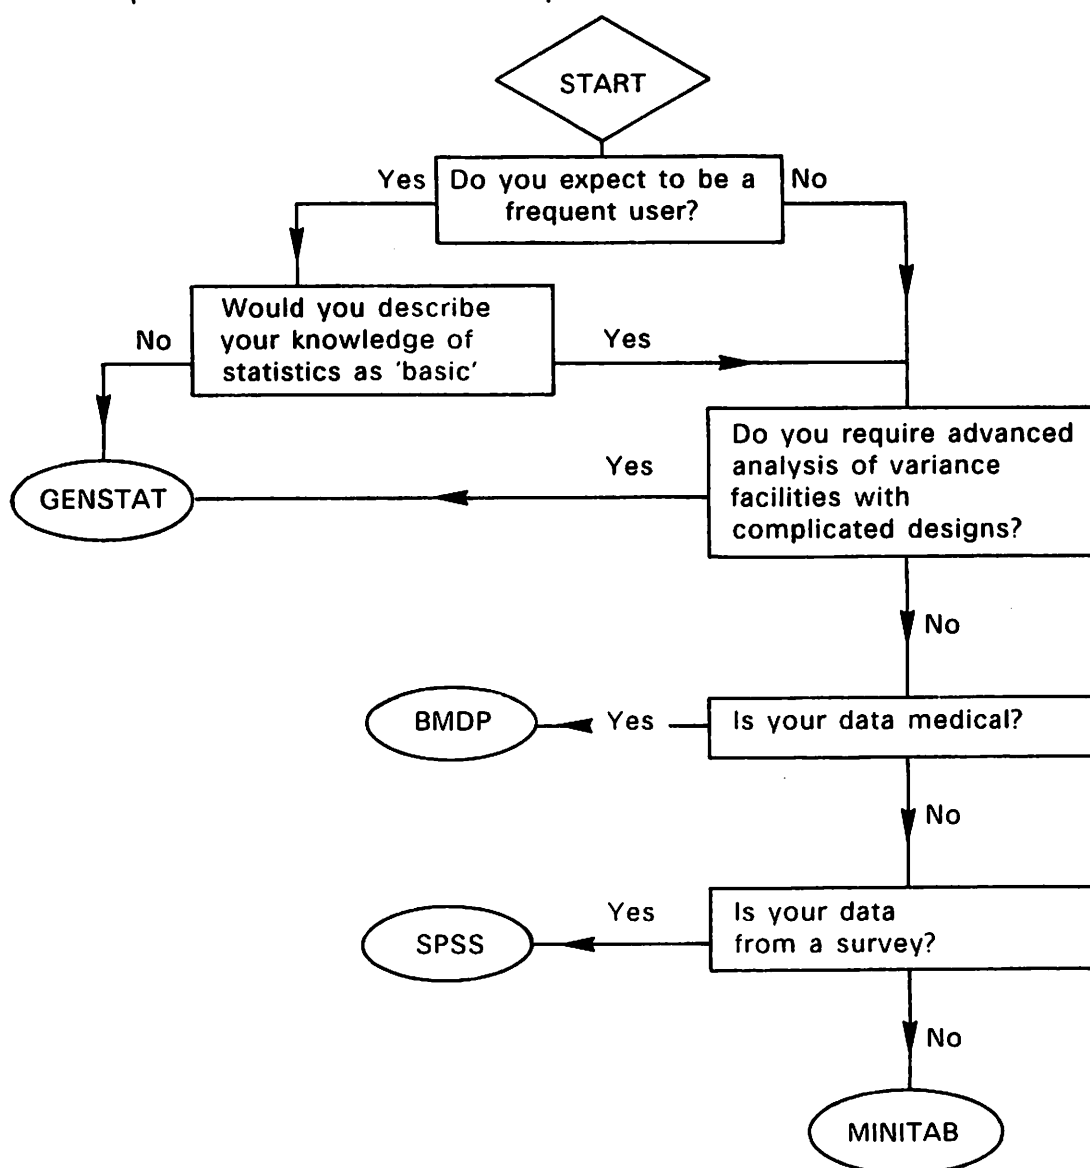 START
Yes
Do you expect to be a
frequent user?
No
Would you describe
your knowledge of
statistics as 'basic'
No
Yes
Do you require advanced
analysis of variance
facilities with
complicated designs?
Yes
GENSTAT
No
BMDP
Yes
Is your data medical?
No
SPSS
Yes
Is your data
from a survey?
No
MINITAB